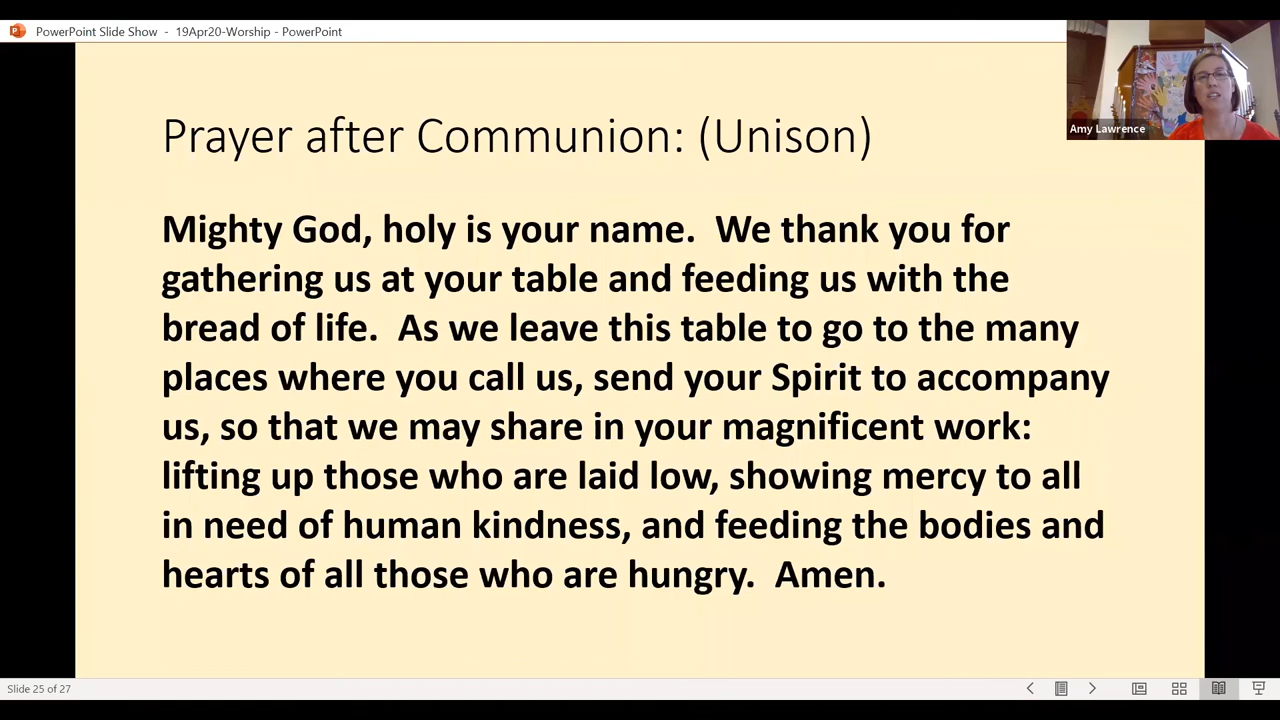 PowerPoint Slide Show - 19Apr20-Worship - PowerPoint
Amy Lawrence
Prayer after Communion: (Unison)
Mighty God, holy is your name.  We thank you for
gathering us at your table and feeding us with the
bread of life.  As we leave this table to go to the many
places where you call us, send your Spirit to accompany
us, so that we may share in your magnificent work:
lifting up those who are laid low, showing mercy to all
in need of human kindness, and feeding the bodies and
hearts of all those who are hungry.  Amen.
Slide 25 of 27